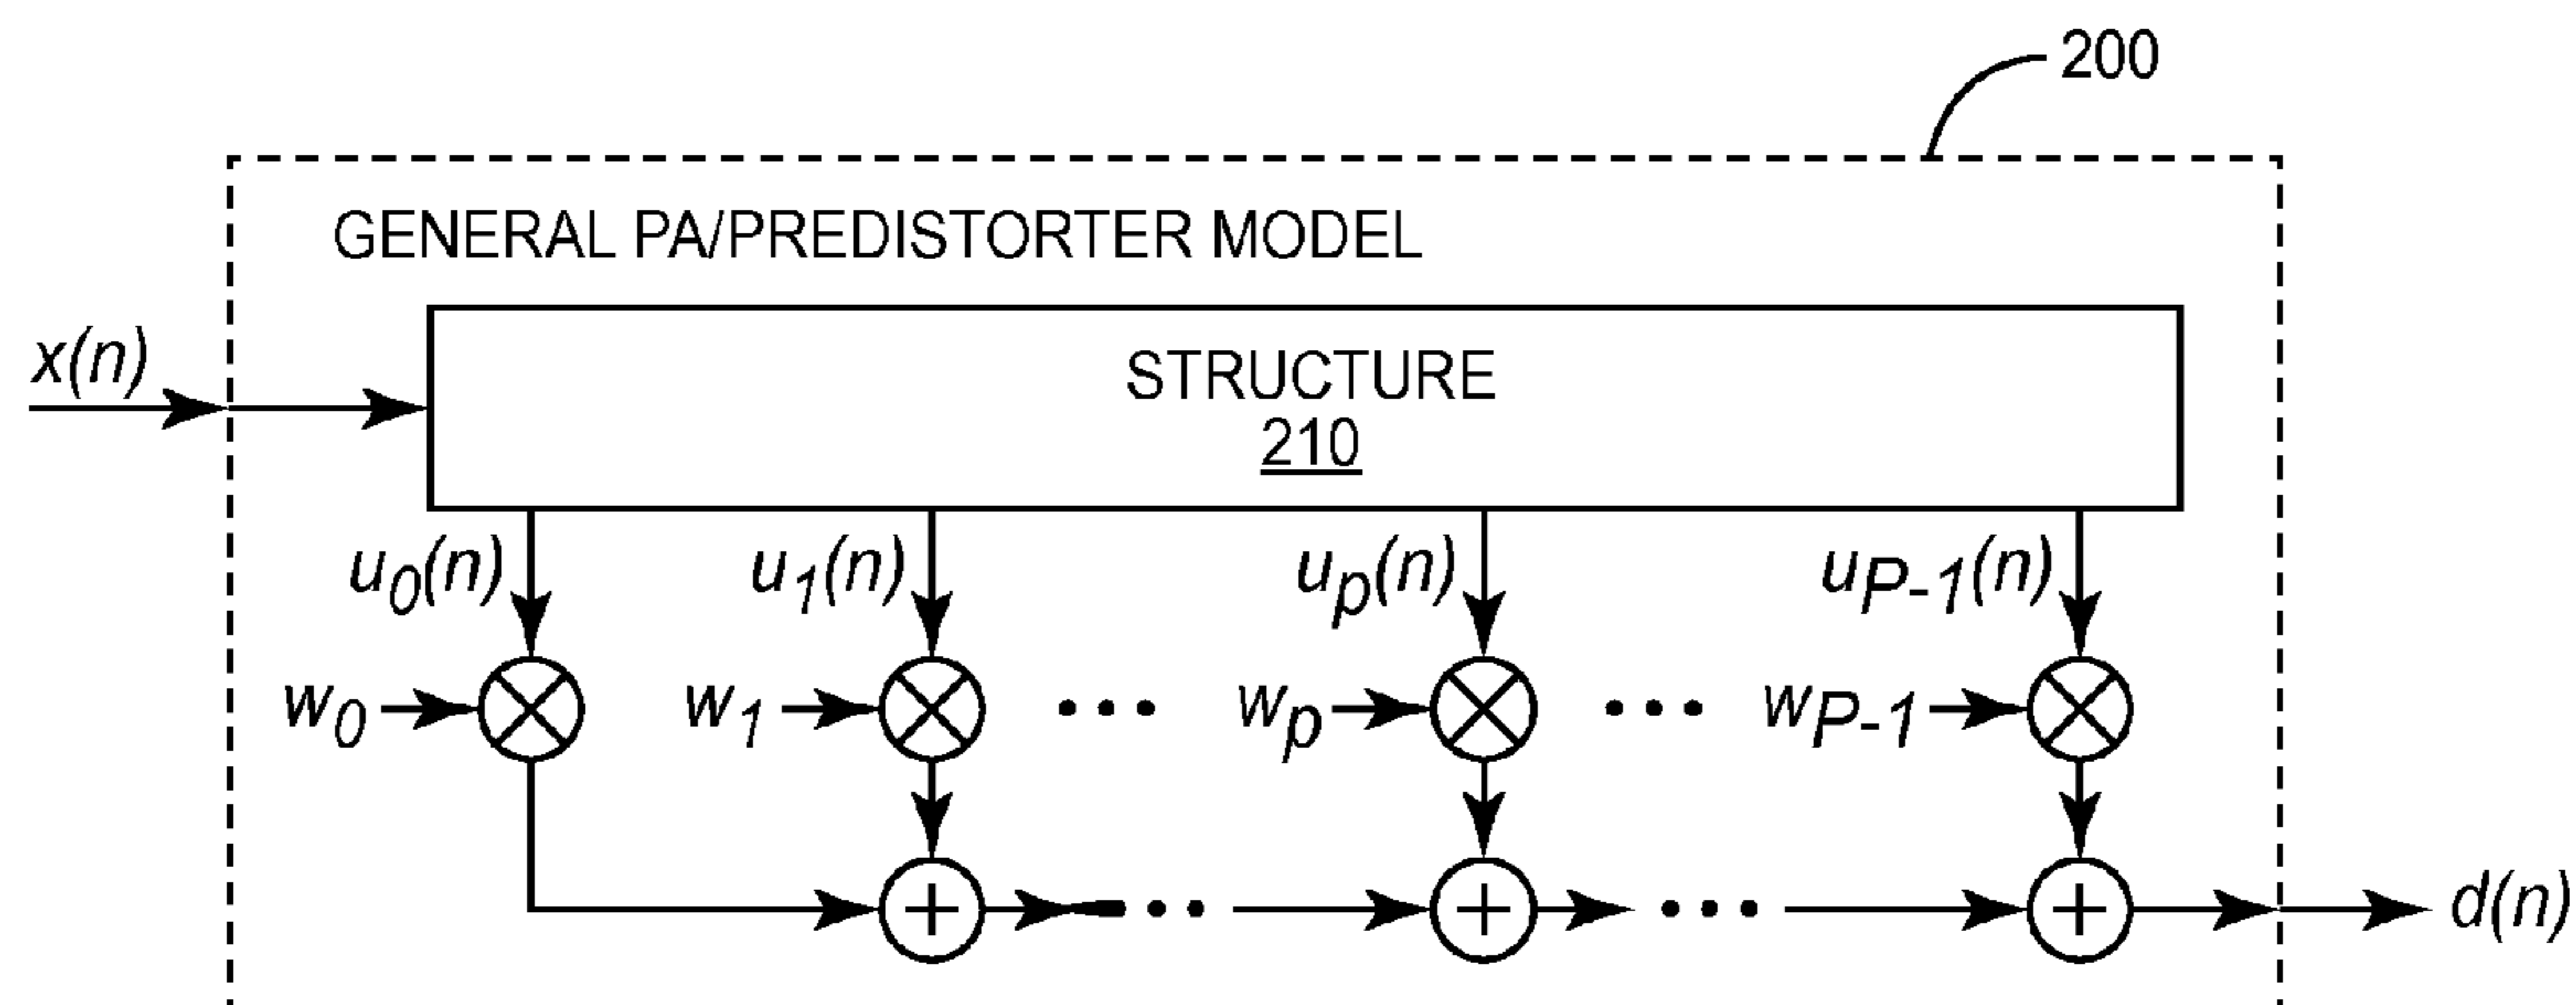 200
GENERAL PA/PREDISTORTER MODEL
x(n)
STRUCTURE
210
u0(n) u1(n) up(n) uP-1(n)
w0 w1 ... wp ... wP-1
+ ... + ... + d(n)